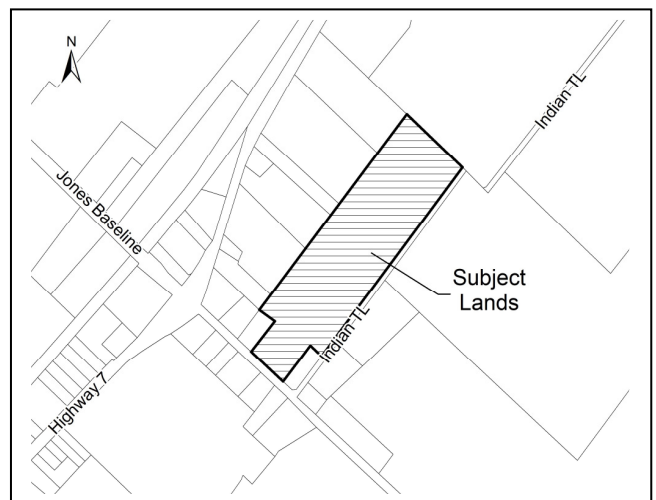 N
Indian TL
Jones Baseline
Subject
Lands
Indian TL
Highway 7